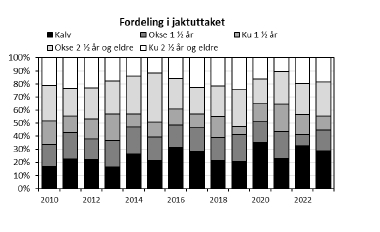 Fordeling i jaktuttaket
Kalv Okse 1 ½ år Ku 1 ½ år
Okse 2 ½ år og eldre Ku 2 ½ år og eldre
100%
90%
80%
70%
60%
50%
40%
30%
20%
10%
0%
2010 2012 2014 2016 2018 2020 2022